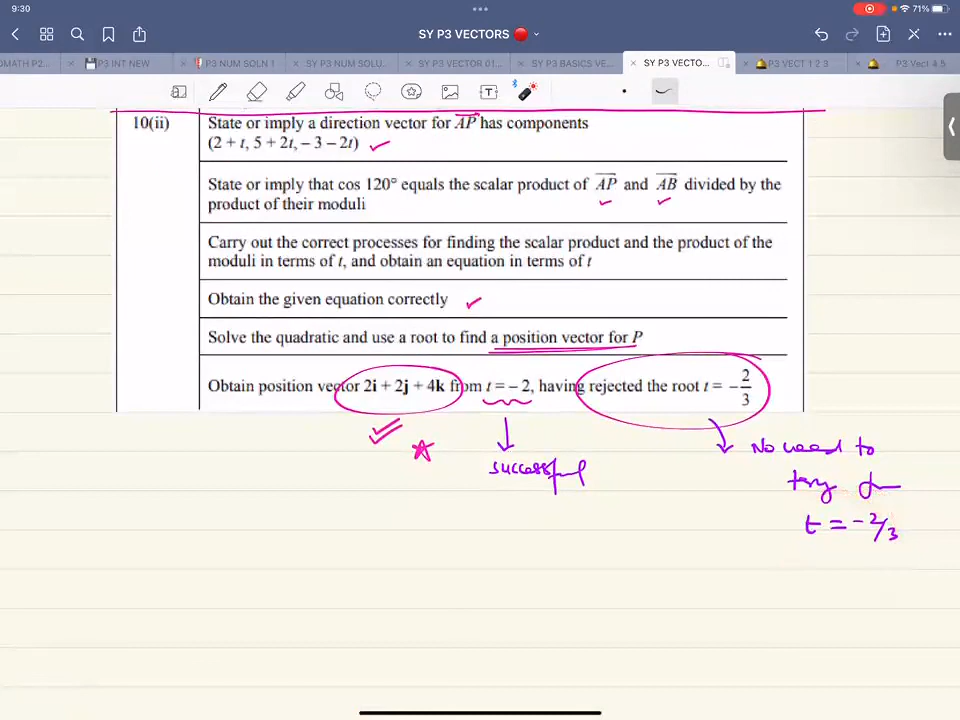 9:30
71%
SY P3 VECTORS
OMATH P2...
P3 INT NEW
P3 NUM SOLN 1
SY P3 NUM SOLU...
SY P3 VECTOR 01...
SY P3 BASICS VE...
SY P3 VECTO...
P3 VECT 1 2 3
P3 Vect 4 5
10(ii)
State or imply a direction vector for AP has components
(2 + t, 5 + 2t, – 3 – 2t)
State or imply that cos 120° equals the scalar product of AP and AB divided by the
product of their moduli
Carry out the correct processes for finding the scalar product and the product of the
moduli in terms of t, and obtain an equation in terms of t
Obtain the given equation correctly
Solve the quadratic and use a root to find a position vector for P
Obtain position vector 2i + 2j + 4k from t = – 2, having rejected the root t = – 2/3
successful
No need to
try for
t = -2/3